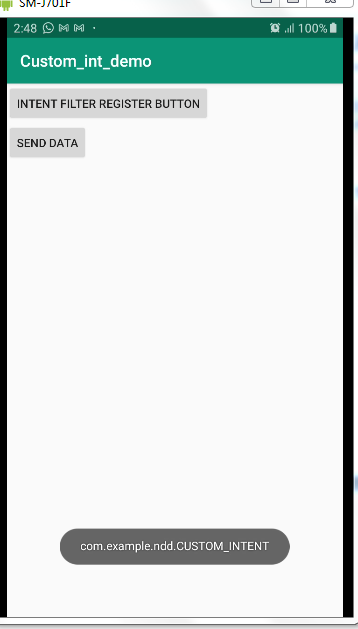 SM-J701F
2:48 100%
Custom_int_demo
INTENT FILTER REGISTER BUTTON
SEND DATA
com.example.ndd.CUSTOM_INTENT